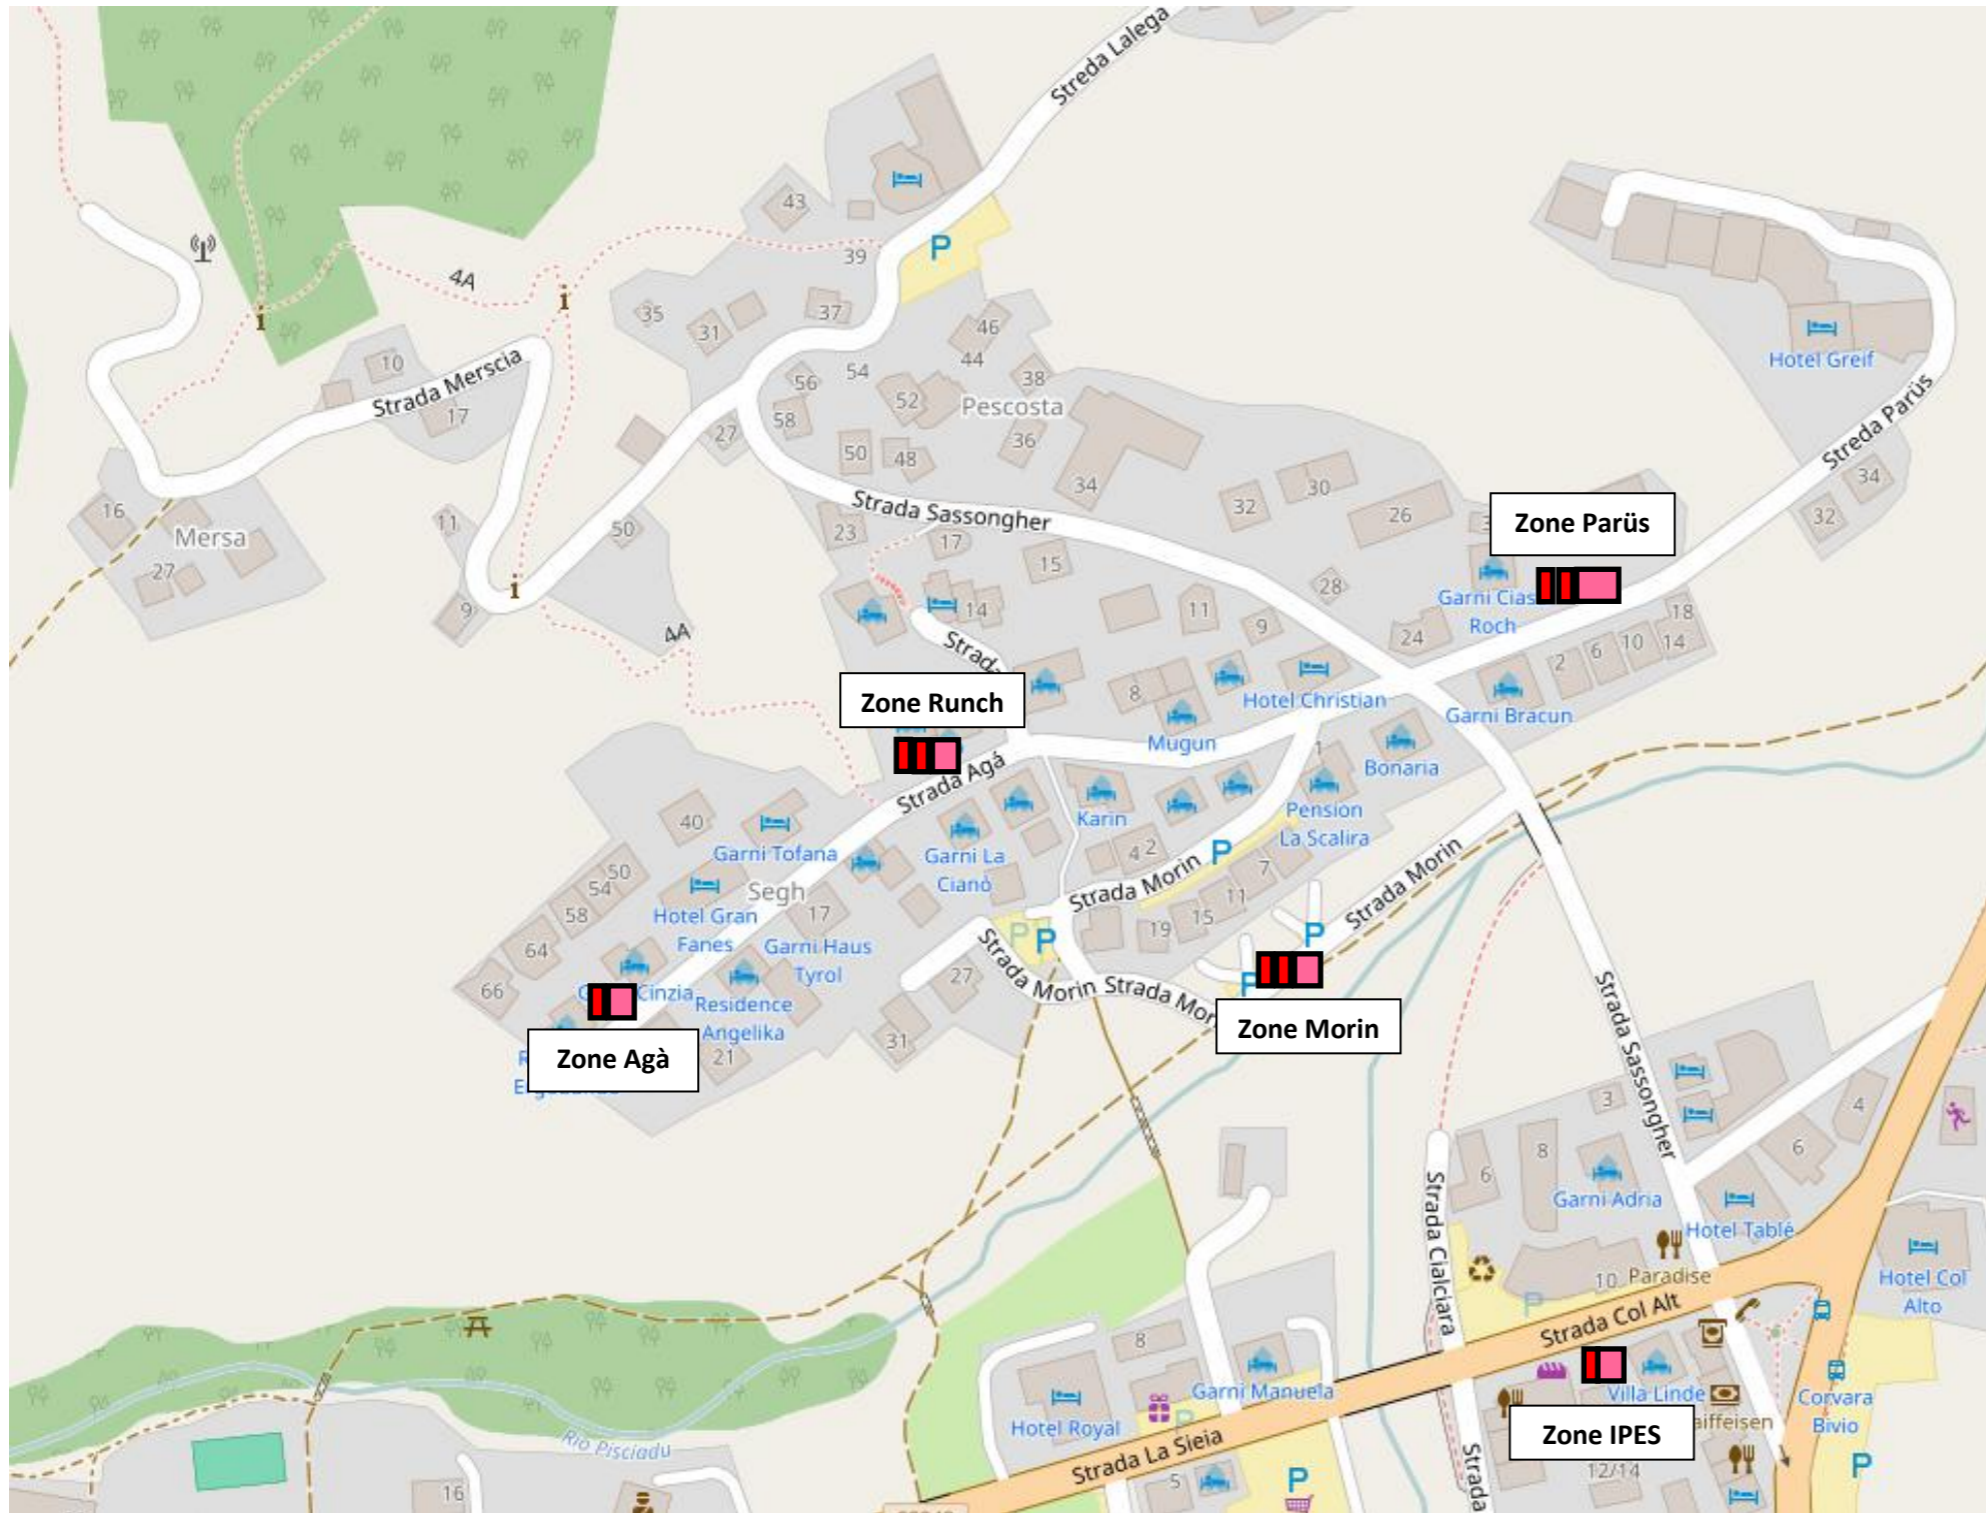 Streda Lalega
43
39
4A
35
31
37
46
44
Hotel Greif
10
Strada Merscia
17
56
54
38
52
Pescosta
58
27
36
50
48
34
Streda Parüs
34
32
30
26
32
Strada Sassongher
Zone Parüs
16
Mersa
27
11
50
23
17
15
9
4A
14
11
9
28
24
Garni Cias
Roch
18
14
10
6
2
Strada
Zone Runch
8
Hotel Christian
Garni Bracun
Mugun
1
Bonaria
Strada Agà
Karin
Pension
La Scalira
40
Garni Tofana
Garni La
Cianò
4
2
P
7
Strada Morin
Strada Morin
50
54
58
Segh
Hotel Gran
Fanes
17
Garni Haus
Tyrol
11
15
19
64
66
Cinzia
Residence
Angelika
27
31
21
P
P
P
P
P
Strada Morin
Strada Mor
Zone Morin
Zone Agà
Strada Sassongher
3
4
6
8
6
Garni Adria
Hotel Tablé
Strada Cialciara
10
Paradise
P
Strada Col Alt
Hotel Col
Alto
8
Garni Manuela
Hotel Royal
Villa Linde
aiffeisen
Corvara
Bivio
Zone IPES
12/14
P
Rio Pisciadu
Strada La Sieia
P
5
P
16
Strada